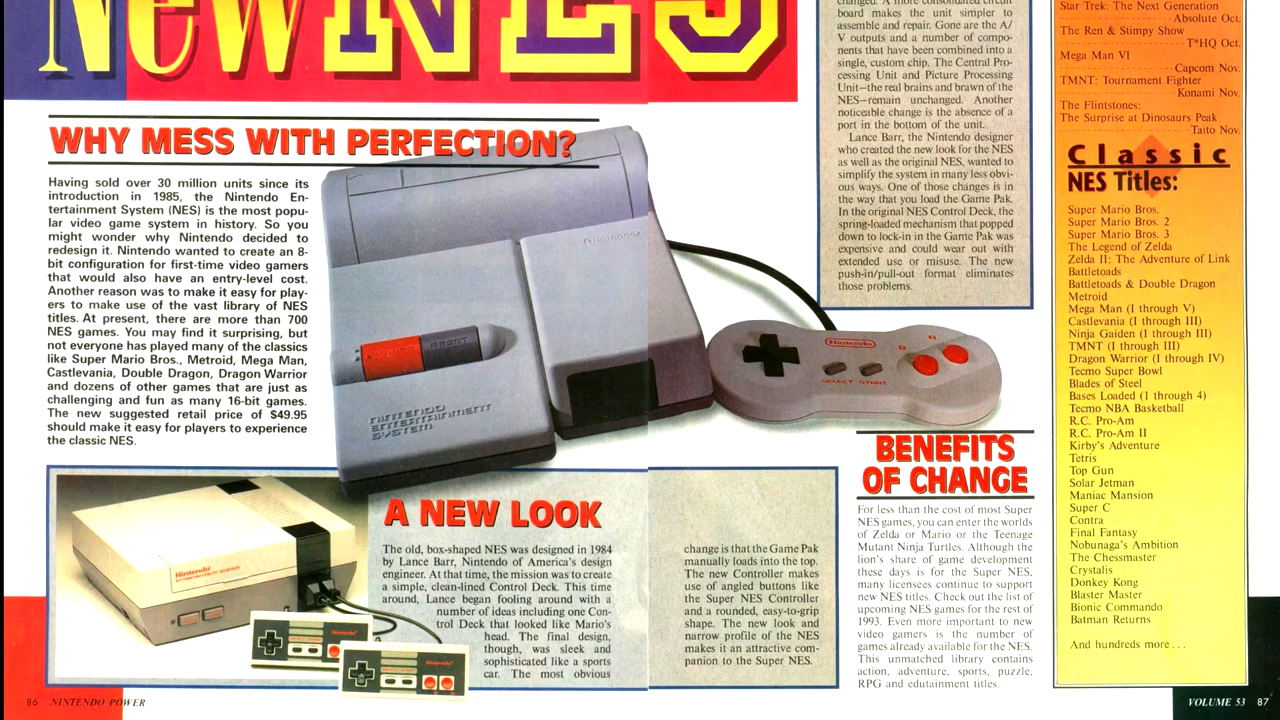 New NES
WHY MESS WITH PERFECTION?
Having sold over 30 million units since its
introduction in 1985, the Nintendo En-
tertainment System (NES) is the most popu-
lar video game system in history. So you
might wonder why Nintendo decided to
redesign it. Nintendo wanted to create an 8-
bit configuration for first-time video gamers
that would also have an entry-level cost.
Another reason was to make it easy for play-
ers to make use of the vast library of NES
titles. At present, there are more than 700
NES games. You may find it surprising, but
not everyone has played many of the classics
like Super Mario Bros., Metroid, Mega Man,
Castlevania, Double Dragon, Dragon Warrior
and dozens of other games that are just as
challenging and fun as many 16-bit games.
The new suggested retail price of $49.95
should make it easy for players to experience
the classic NES.
Nintendo
POWER
RESET
NINTENDO
ENTERTAINMENT
SYSTEM
Nintendo
SELECT START
B
A
A NEW LOOK
The old, box-shaped NES was designed in 1984
by Lance Barr, Nintendo of America's design
engineer. At that time, the mission was to create
a simple, clean-lined Control Deck. This time
around, Lance began fooling around with a
number of ideas including one Con-
trol Deck that looked like Mario's
head. The final design,
though, was sleek and
sophisticated like a sports
car. The most obvious
change is that the Game Pak
manually loads into the top.
The new Controller makes
use of angled buttons like
the Super NES Controller
and a rounded, easy-to-grip
shape. The new look and
narrow profile of the NES
makes it an attractive com-
panion to the Super NES.
Nintendo
ENTERTAINMENT SYSTEM
Nintendo
Nintendo
changed. A more consolidated circuit
board makes the unit simpler to
assemble and repair. Gone are the A/
V outputs and a number of compo-
nents that have been combined into a
single, custom chip. The Central Pro-
cessing Unit and Picture Processing
Unit—the real brains and brawn of the
NES—remain unchanged. Another
noticeable change is the absence of a
port in the bottom of the unit.
Lance Barr, the Nintendo designer
who created the new look for the NES
as well as the original NES, wanted to
simplify the system in many less obvi-
ous ways. One of those changes is in
the way that you load the Game Pak.
In the original NES Control Deck, the
spring-loaded mechanism that popped
down to lock-in in the Game Pak was
expensive and could wear out with
extended use or misuse. The new
push-in/pull-out format eliminates
those problems.
BENEFITS
OF CHANGE
For less than the cost of most Super
NES games, you can enter the worlds
of Zelda or Mario or the Teenage
Mutant Ninja Turtles. Although the
lion's share of game development
these days is for the Super NES,
many licensees continue to support
new NES titles. Check out the list of
upcoming NES games for the rest of
1993. Even more important to new
video gamers is the number of
games already available for the NES.
This unmatched library contains
action, adventure, sports, puzzle,
RPG and edutainment titles.
Star Trek: The Next Generation
Absolute Oct.
The Ren & Stimpy Show
T*HQ Oct.
Mega Man VI
Capcom Nov.
TMNT: Tournament Fighter
Konami Nov.
The Flintstones:
The Surprise at Dinosaurs Peak
Taito Nov.
Classic
NES Titles:
Super Mario Bros.
Super Mario Bros. 2
Super Mario Bros. 3
The Legend of Zelda
Zelda II: The Adventure of Link
Battletoads
Battletoads & Double Dragon
Metroid
Mega Man (I through V)
Castlevania (I through III)
Ninja Gaiden (I through III)
TMNT (I through III)
Dragon Warrior (I through IV)
Tecmo Super Bowl
Blades of Steel
Bases Loaded (1 through 4)
Tecmo NBA Basketball
R.C. Pro-Am
R.C. Pro-Am II
Kirby's Adventure
Tetris
Top Gun
Solar Jetman
Maniac Mansion
Super C
Contra
Final Fantasy
Nobunaga's Ambition
The Chessmaster
Crystalis
Donkey Kong
Blaster Master
Bionic Commando
Batman Returns
And hundreds more . . .
86 NINTENDO POWER
VOLUME 53 87